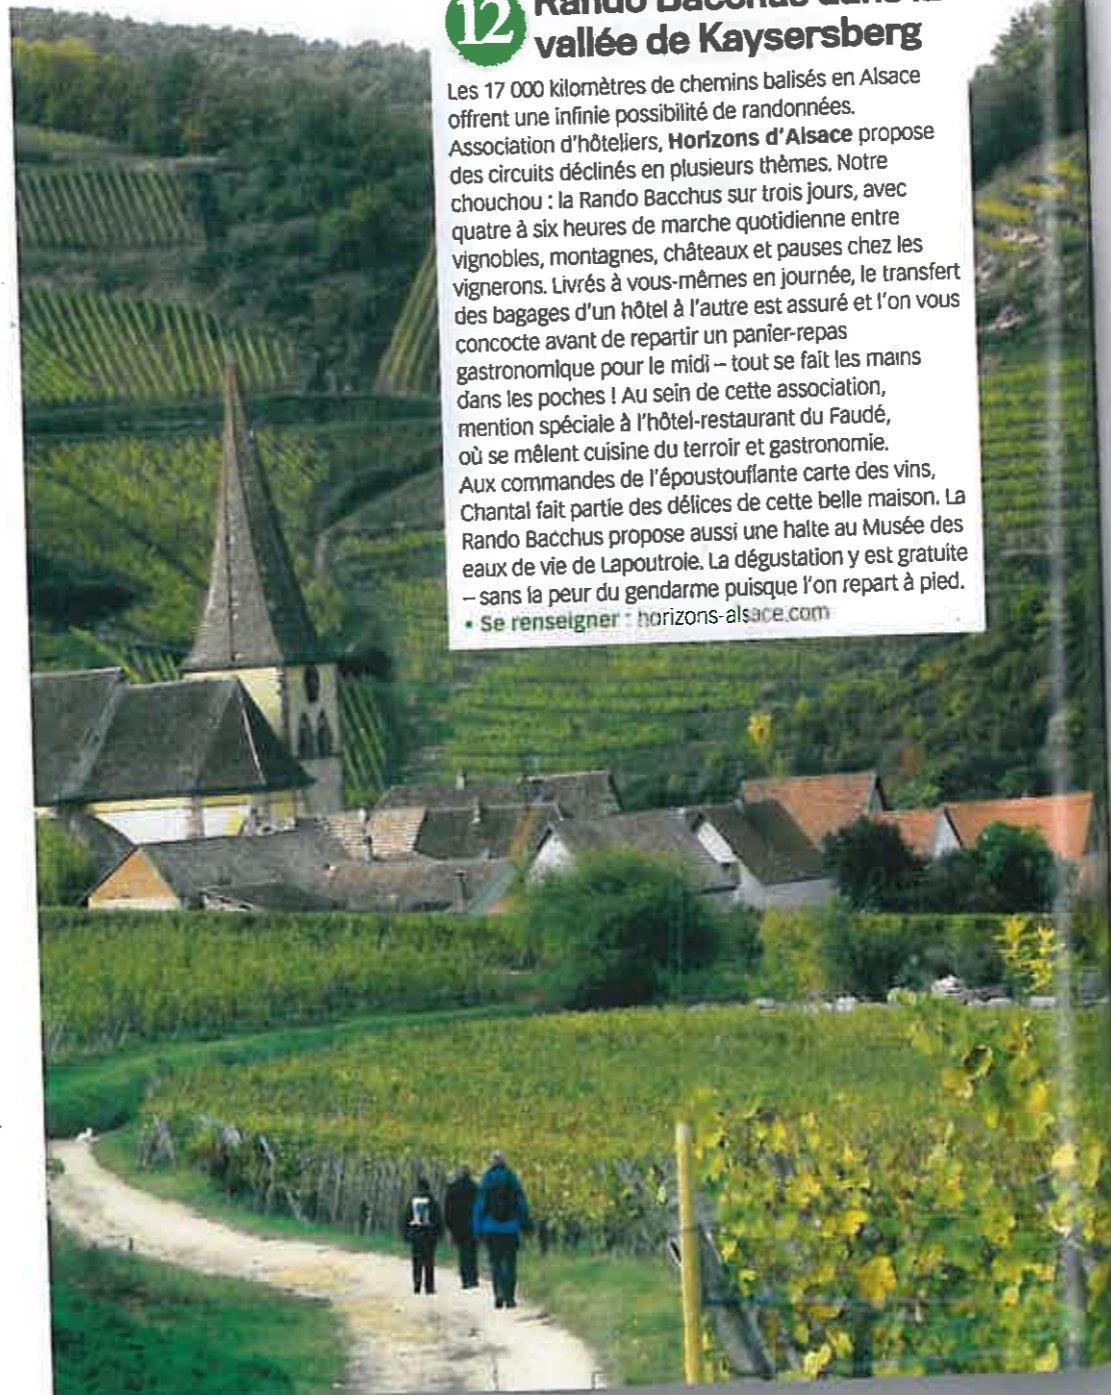 12
Rando Bacchus dans la
vallée de Kaysersberg
Les 17 000 kilomètres de chemins balisés en Alsace
offrent une infinie possibilité de randonnées.
Association d'hôteliers, Horizons d'Alsace propose
des circuits déclinés en plusieurs thèmes. Notre
chouchou : la Rando Bacchus sur trois jours, avec
quatre à six heures de marche quotidienne entre
vignobles, montagnes, châteaux et pauses chez les
vignerons. Livrés à vous-mêmes en journée, le transfert
des bagages d'un hôtel à l'autre est assuré et l'on vous
concocte avant de repartir un panier-repas
gastronomique pour le midi – tout se fait les mains
dans les poches ! Au sein de cette association,
mention spéciale à l'hôtel-restaurant du Faudé,
où se mêlent cuisine du terroir et gastronomie.
Aux commandes de l'époustouflante carte des vins,
Chantal fait partie des délices de cette belle maison. La
Rando Bacchus propose aussi une halte au Musée des
eaux de vie de Lapoutroie. La dégustation y est gratuite
– sans la peur du gendarme puisque l'on repart à pied.
• Se renseigner : horizons-alsace.com